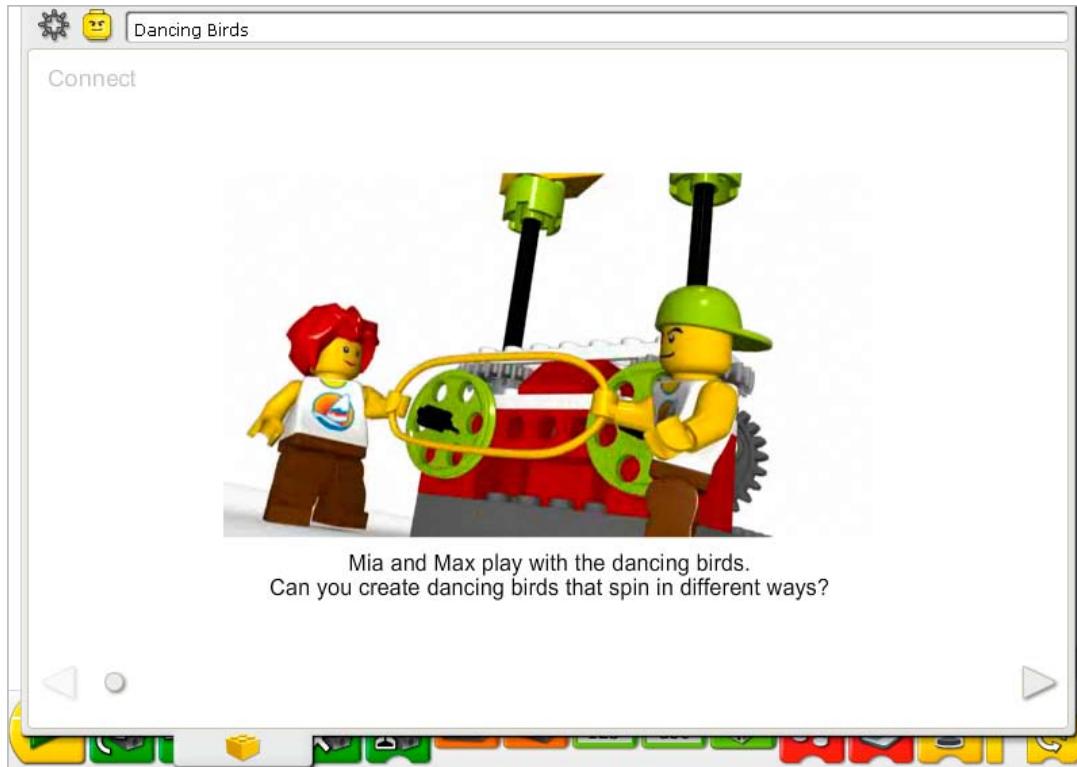 Dancing Birds
Connect
Mia and Max play with the dancing birds.
Can you create dancing birds that spin in different ways?